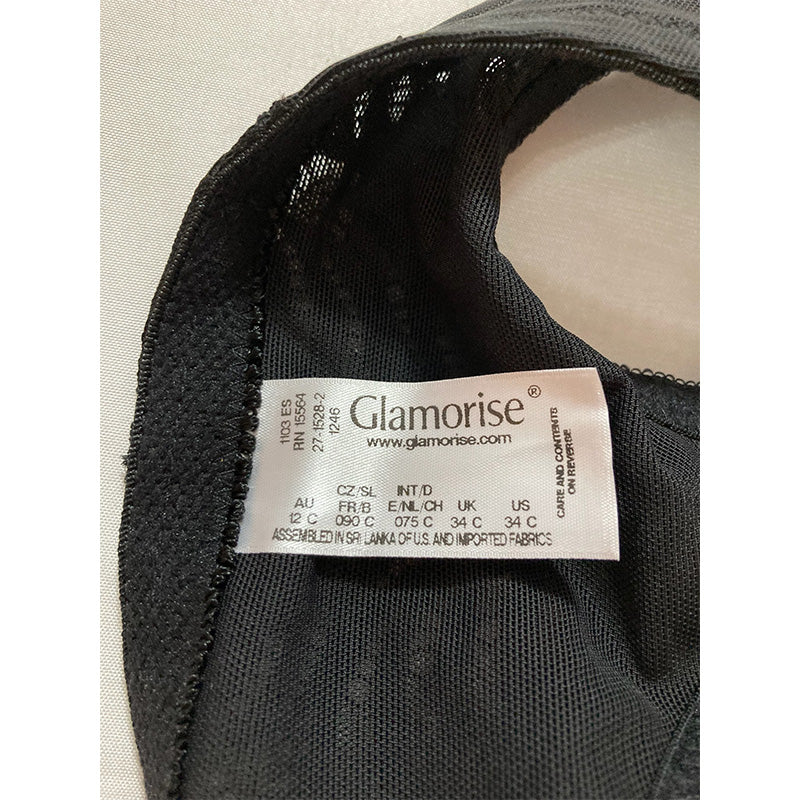 1103 ES
RN 15564
27-1528-2
1246
Glamorise®
www.glamorise.com
CARE AND CONTENTS
ON REVERSE
CZ/SL INT/D
AU FR/B E/NL/CH UK US
12 C 090 C 075 C 34 C 34 C
ASSEMBLED IN SRI LANKA OF U.S. AND IMPORTED FABRICS